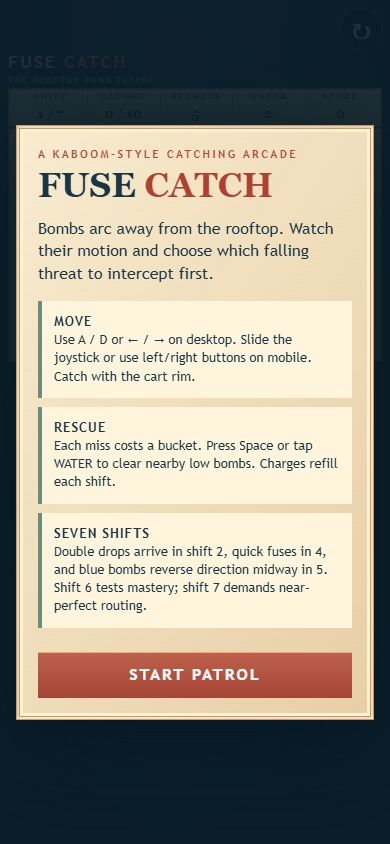 ↻
FUSE CATCH
THE ROOFTOP BOMB PATROL
SHIFT CAUGHT BUCKETS WATER SCORE
1 / 7 0 / 10 5 2 0
A KABOOM-STYLE CATCHING ARCADE
FUSE CATCH
Bombs arc away from the rooftop. Watch
their motion and choose which falling
threat to intercept first.
MOVE
Use A / D or ← / → on desktop. Slide the
joystick or use left/right buttons on mobile.
Catch with the cart rim.
RESCUE
Each miss costs a bucket. Press Space or tap
WATER to clear nearby low bombs. Charges refill
each shift.
SEVEN SHIFTS
Double drops arrive in shift 2, quick fuses in 4,
and blue bombs reverse direction midway in 5.
Shift 6 tests mastery; shift 7 demands near-
perfect routing.
START PATROL